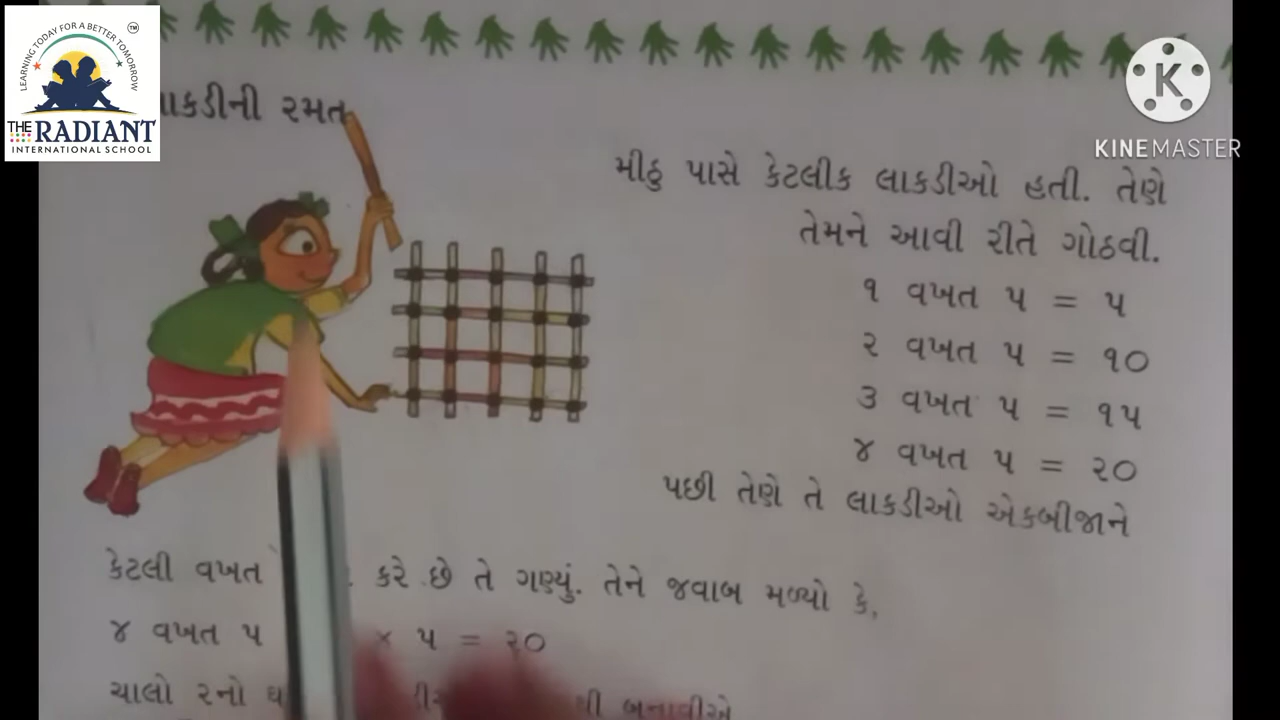 LEARNING TODAY FOR A BETTER TOMORROW
TM
THE RADIANT
INTERNATIONAL SCHOOL
K
KINEMASTER
રમત
મીઠુ પાસે કેટલીક લાકડીઓ હતી. તેણે
તેમને આવી રીતે ગોઠવી.
૧ વખત ૫ = ૫
૨ વખત ૫ = ૧૦
૩ વખત ૫ = ૧૫
૪ વખત ૫ = ૨૦
પછી તેણે તે લાકડીઓ એકબીજાને
કેટલી વખત કરે છે તે ગણ્યું. તેને જવાબ મળ્યો કે,
૪ વખત ૫ × ૫ = ૨૦
ચાલો ૨નો બનાવીએ